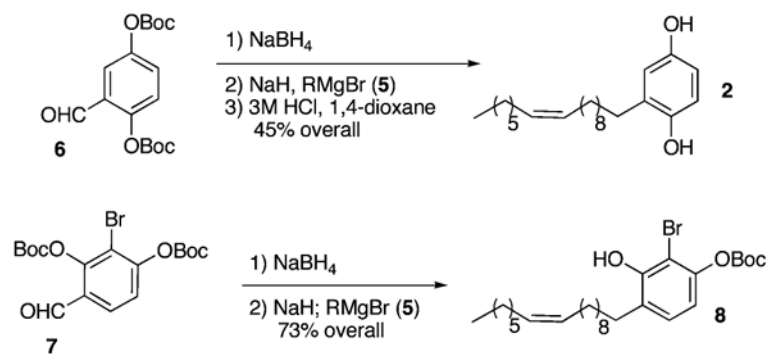 OBoc
OHC
OBoc
6
1) NaBH4
2) NaH, RMgBr (5)
3) 3M HCl, 1,4-dioxane
45% overall
OH
5
8
OH
2
Br
BocO
OBoc
OHC
7
1) NaBH4
2) NaH; RMgBr (5)
73% overall
Br
HO
OBoc
5
8
8